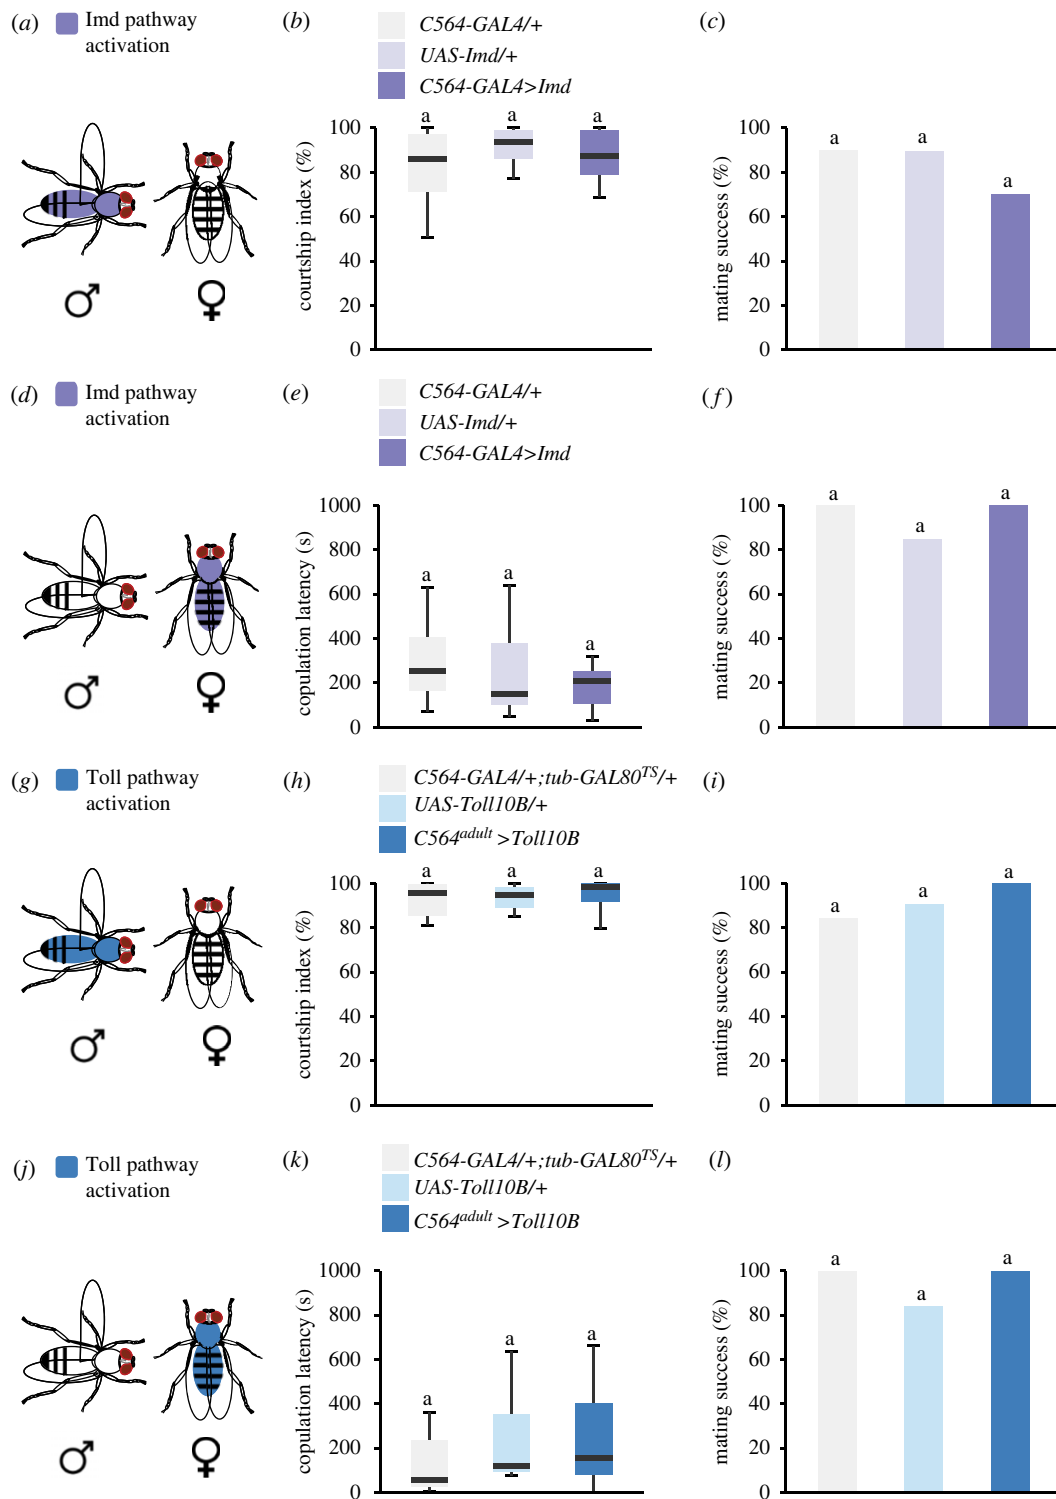 (a) Imd pathway activation
(b) C564-GAL4/+
UAS-Imd/+
C564-GAL4>Imd
(c)
courtship index (%)
100
80
60
40
20
0
a a a
mating success (%)
100
80
60
40
20
0
a a a
(d) Imd pathway activation
(e) C564-GAL4/+
UAS-Imd/+
C564-GAL4>Imd
(f)
♂ ♀
copulation latency (s)
1000
800
600
400
200
0
a a a
mating success (%)
100
80
60
40
20
0
a a a
(g) Toll pathway activation
(h) C564-GAL4/+;tub-GAL80TS/+
UAS-Toll10B/+
C564adult >Toll10B
(i)
♂ ♀
courtship index (%)
100
80
60
40
20
0
a a a
mating success (%)
100
80
60
40
20
0
a a a
(j) Toll pathway activation
(k) C564-GAL4/+;tub-GAL80TS/+
UAS-Toll10B/+
C564adult >Toll10B
(l)
♂ ♀
copulation latency (s)
1000
800
600
400
200
0
a a a
mating success (%)
100
80
60
40
20
0
a a a